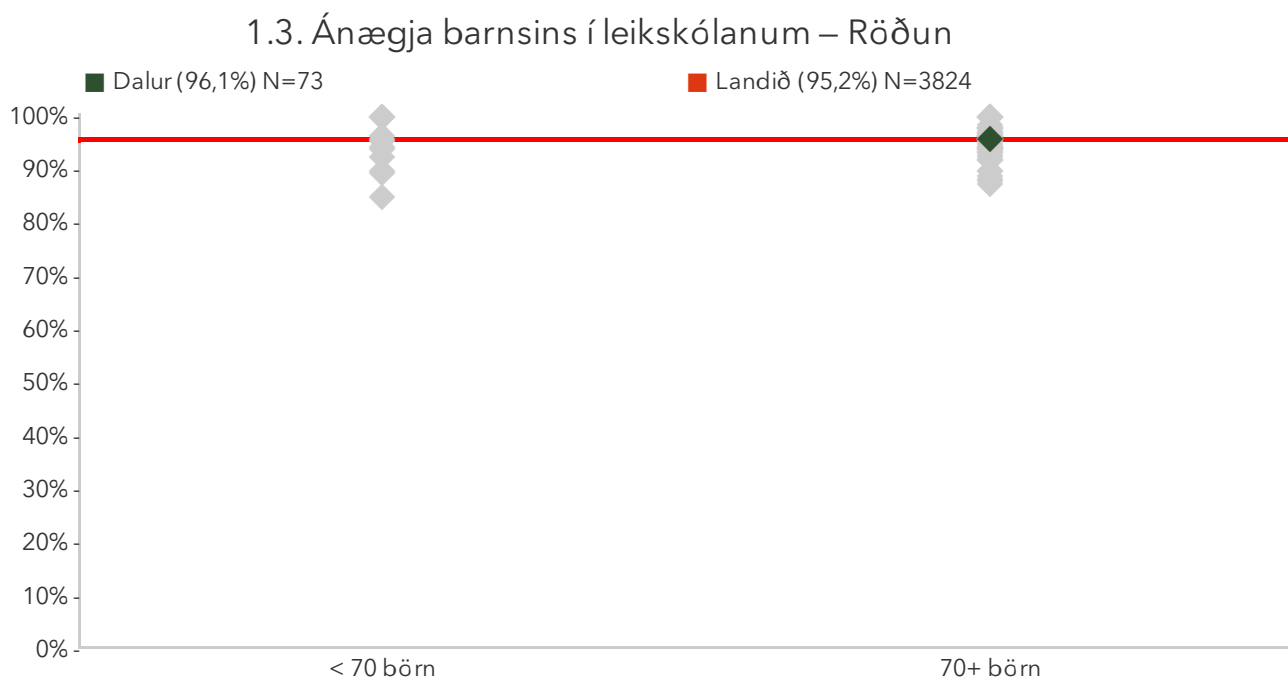 1.3. Ánægja barnsins í leikskólanum – Röðun
Dalur (96,1%) N=73
Landið (95,2%) N=3824
100%
90%
80%
70%
60%
50%
40%
30%
20%
10%
0%
< 70 börn
70+ börn